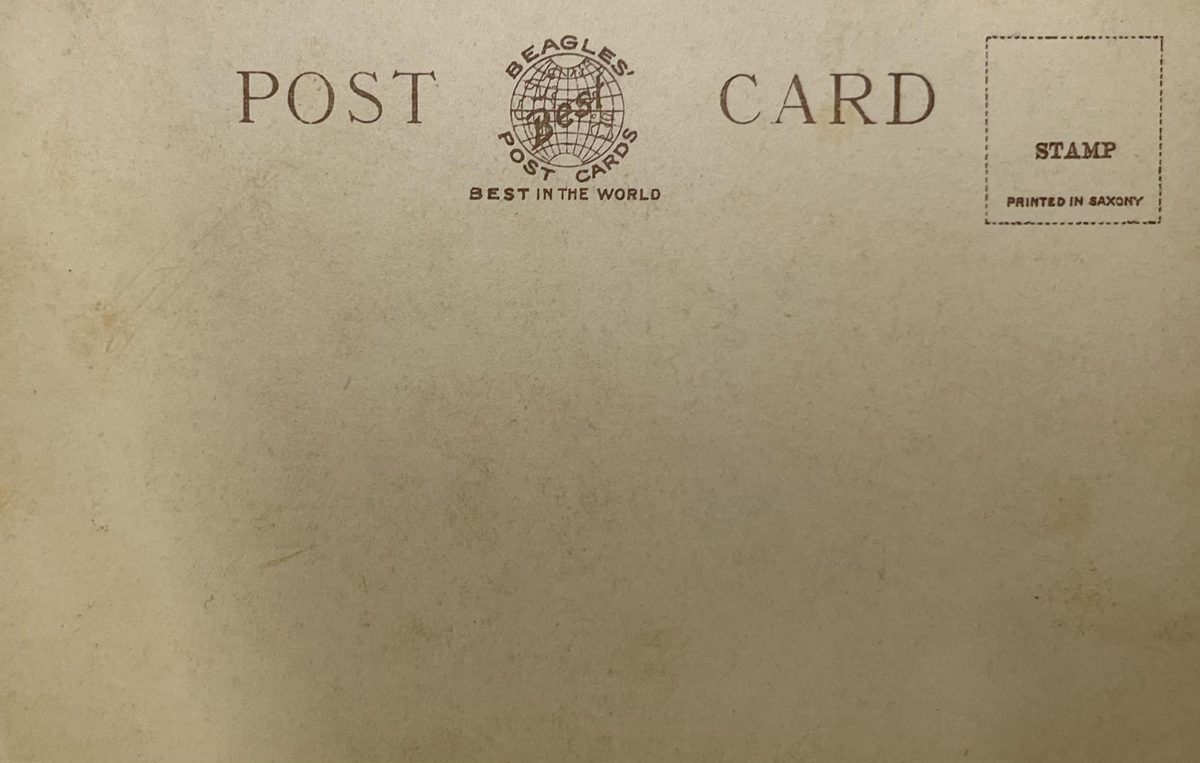 POST CARD
BEAGLES'
Best
POST CARDS
BEST IN THE WORLD
STAMP
PRINTED IN SAXONY